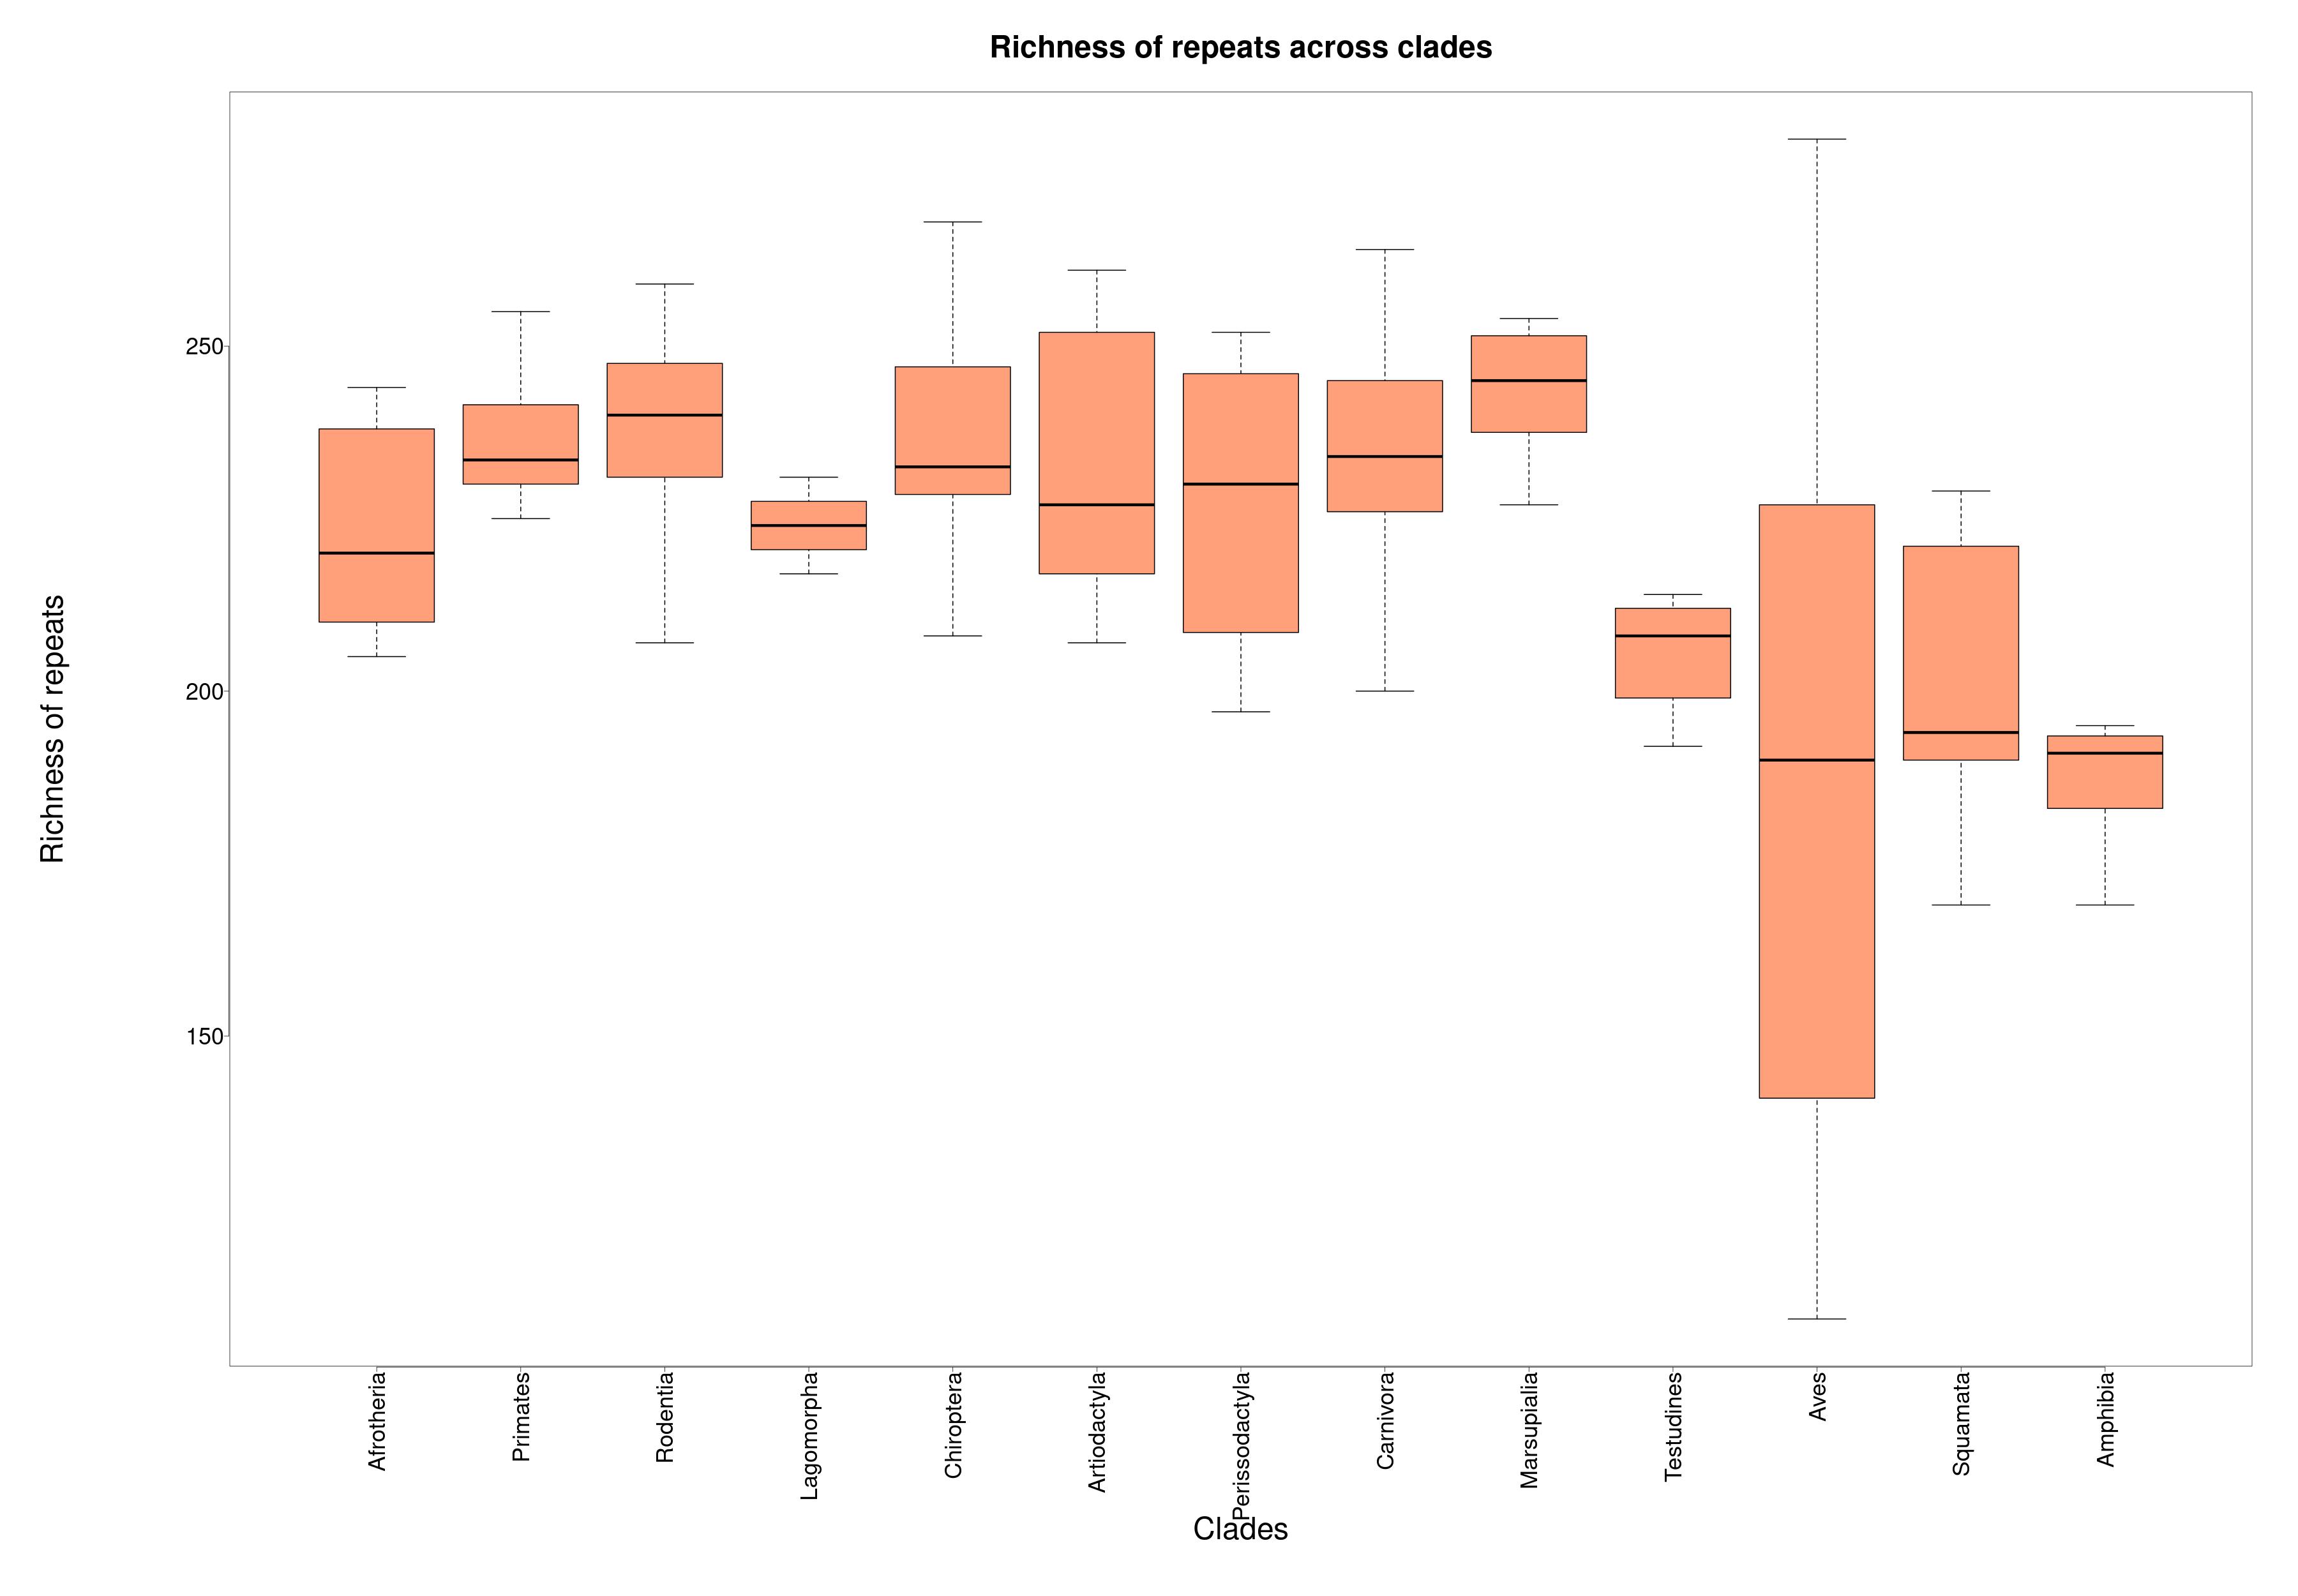 Richness of repeats across clades
Richness of repeats
250
200
150
Afrotheria
Primates
Rodentia
Lagomorpha
Chiroptera
Artiodactyla
Perissodactyla
Carnivora
Marsupialia
Testudines
Aves
Squamata
Amphibia
Clades